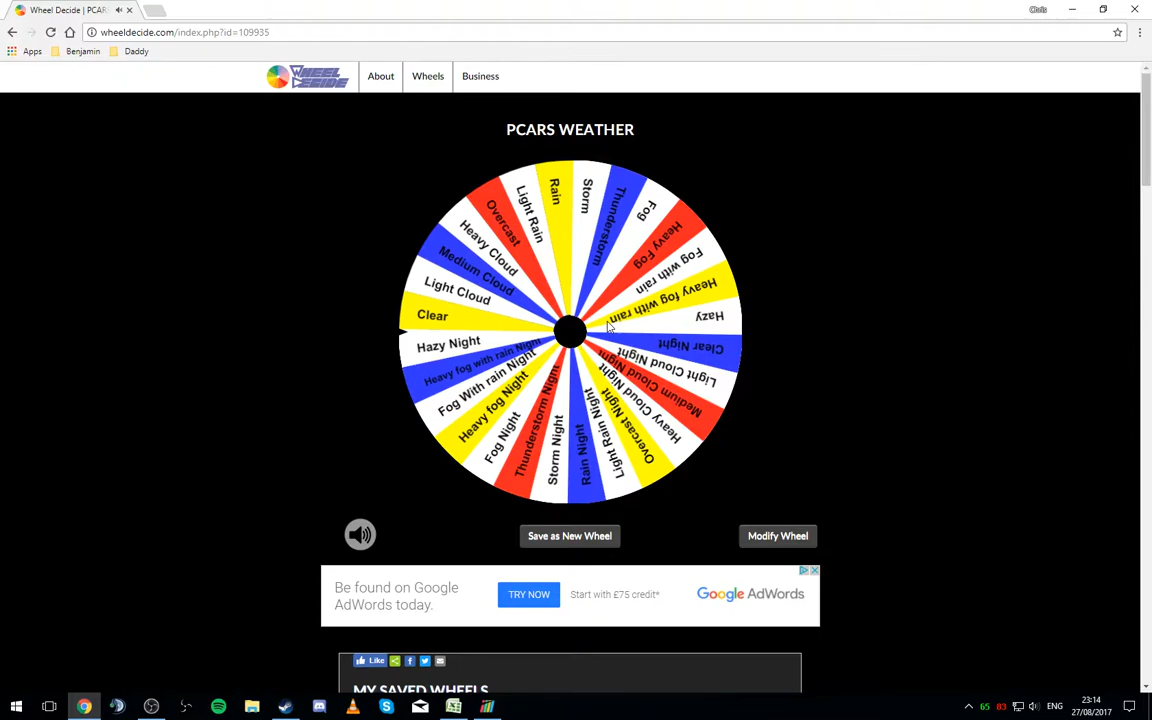 Wheel Decide | PCAR
Chris
wheeldecide.com/index.php?id=109935
Apps
Benjamin
Daddy
WHEEL
DECIDE
About
Wheels
Business
PCARS WEATHER
Clear
Light Cloud
Medium Cloud
Heavy Cloud
Overcast
Light Rain
Rain
Storm
Thunderstorm
Fog
Heavy Fog
Fog with rain
Heavy fog with rain
Hazy
Clear Night
Light Cloud Night
Medium Cloud Night
Heavy Cloud Night
Overcast Night
Light Rain Night
Rain Night
Storm Night
Thunderstorm Night
Fog Night
Heavy fog Night
Fog With rain Night
Heavy fog with rain Night
Hazy Night
Save as New Wheel
Modify Wheel
Be found on Google
AdWords today.
TRY NOW
Start with £75 credit*
Google AdWords
Like
MY SAVED WHEELS
65
83
ENG
23:14
27/08/2017